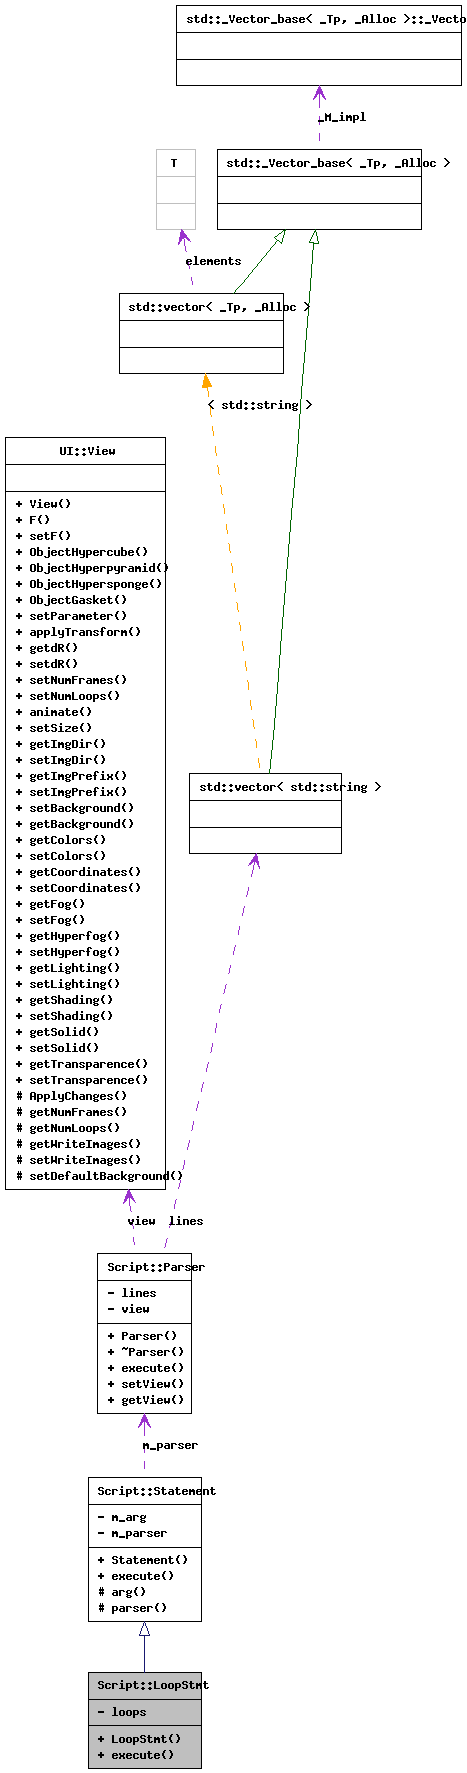 std::_Vector_base< _Tp, _Alloc >::_Vecto
_M_impl
T
std::_Vector_base< _Tp, _Alloc >
elements
std::vector< _Tp, _Alloc >
< std::string >
UI::View
+ View()
+ F()
+ setF()
+ ObjectHypercube()
+ ObjectHyperpyramid()
+ ObjectHypersponge()
+ ObjectGasket()
+ setParameter()
+ applyTransform()
+ getdR()
+ setdR()
+ setNumFrames()
+ setNumLoops()
+ animate()
+ setSize()
+ getImgDir()
+ setImgDir()
+ getImgPrefix()
+ setImgPrefix()
+ setBackground()
+ getBackground()
+ getColors()
+ setColors()
+ getCoordinates()
+ setCoordinates()
+ getFog()
+ setFog()
+ getHyperfog()
+ setHyperfog()
+ getLighting()
+ setLighting()
+ getShading()
+ setShading()
+ getSolid()
+ setSolid()
+ getTransparence()
+ setTransparence()
# ApplyChanges()
# getNumFrames()
# getNumLoops()
# getWriteImages()
# setWriteImages()
# setDefaultBackground()
std::vector< std::string >
view
lines
Script::Parser
- lines
- view
+ Parser()
+ ~Parser()
+ execute()
+ setView()
+ getView()
m_parser
Script::Statement
- m_arg
- m_parser
+ Statement()
+ execute()
# arg()
# parser()
Script::LoopStmt
- loops
+ LoopStmt()
+ execute()